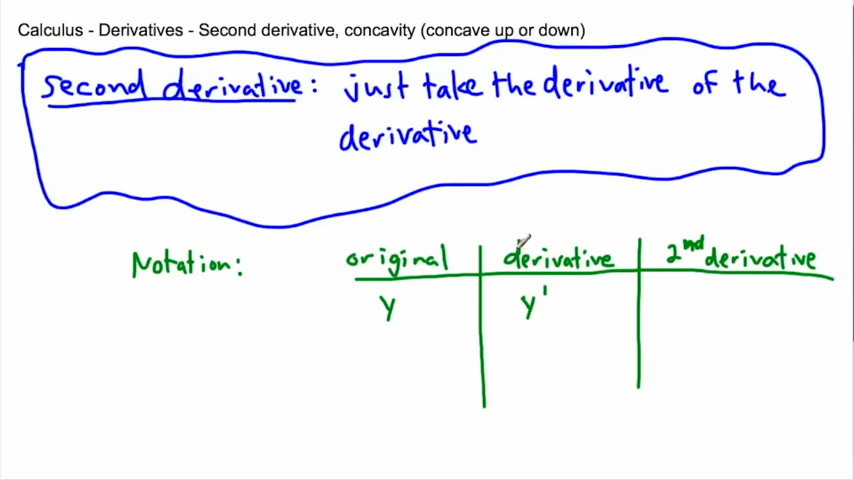 Calculus - Derivatives - Second derivative, concavity (concave up or down)
second derivative: just take the derivative of the
derivative
Notation: original derivative 2nd derivative
y y'